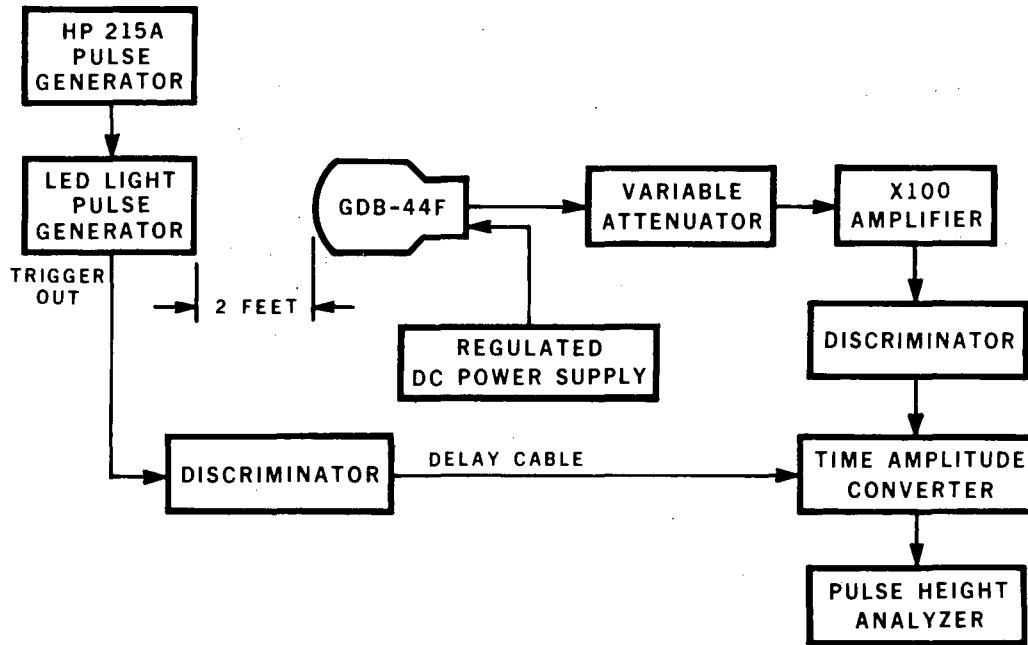 HP 215A
PULSE
GENERATOR
LED LIGHT
PULSE
GENERATOR
TRIGGER
OUT
2 FEET
GDB-44F
VARIABLE
ATTENUATOR
X100
AMPLIFIER
REGULATED
DC POWER SUPPLY
DISCRIMINATOR
DISCRIMINATOR
DELAY CABLE
TIME AMPLITUDE
CONVERTER
PULSE HEIGHT
ANALYZER